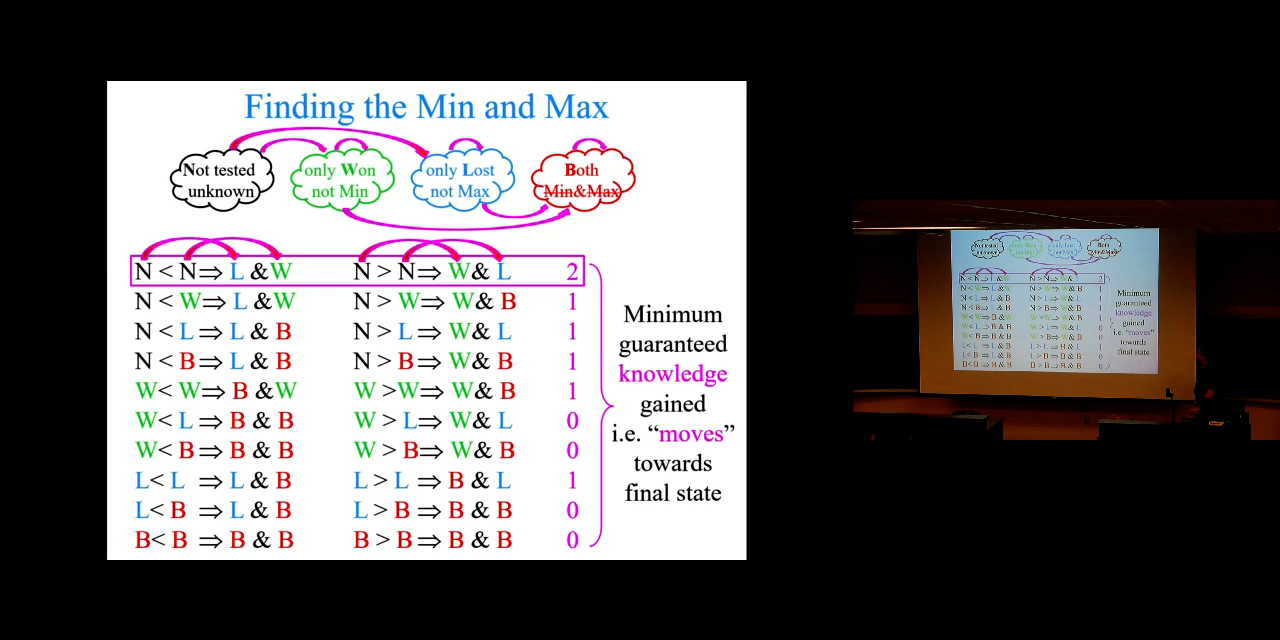 Finding the Min and Max
Not tested unknown
only Won not Min
only Lost not Max
Both Min&Max
N < N ⇒ L & W N > N ⇒ W & L 2
N < W ⇒ L & W N > W ⇒ W & B 1
N < L ⇒ L & B N > L ⇒ W & L 1
N < B ⇒ L & B N > B ⇒ W & B 1
W < W ⇒ B & W W > W ⇒ W & B 1
W < L ⇒ B & B W > L ⇒ W & L 0
W < B ⇒ B & B W > B ⇒ W & B 0
L < L ⇒ L & B L > L ⇒ B & L 1
L < B ⇒ L & B L > B ⇒ B & B 0
B < B ⇒ B & B B > B ⇒ B & B 0
Minimum
guaranteed
knowledge
gained
i.e. “moves”
towards
final state